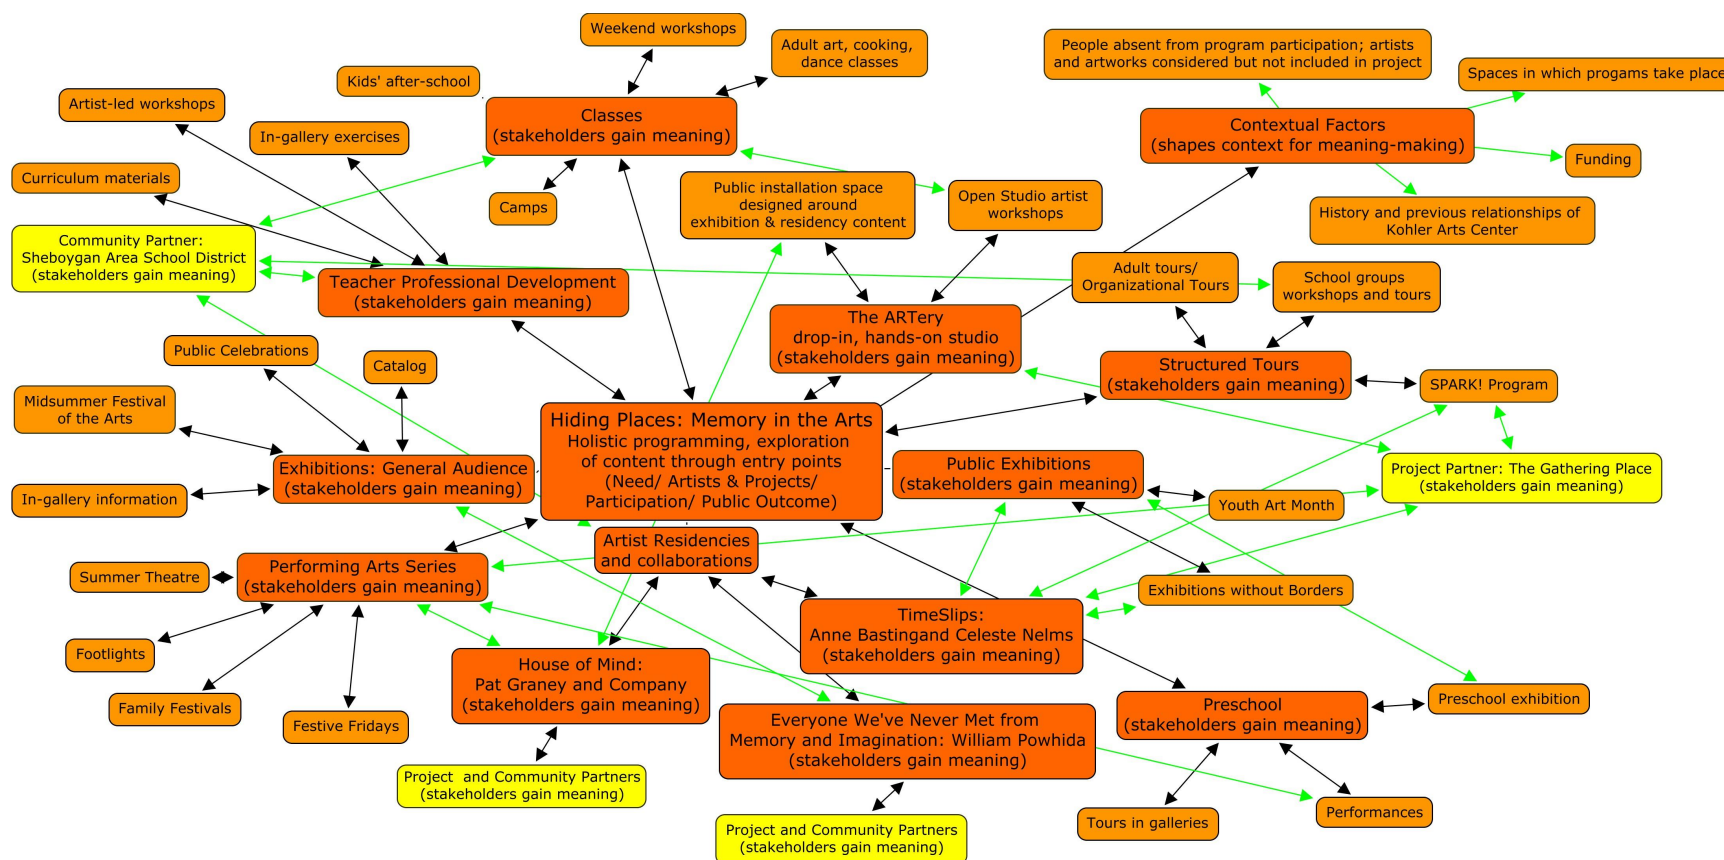 Weekend workshops
Adult art, cooking,
dance classes
People absent from program participation; artists
and artworks considered but not included in project
Spaces in which progams take place
Kids' after-school
Artist-led workshops
Classes
(stakeholders gain meaning)
Contextual Factors
(shapes context for meaning-making)
In-gallery exercises
Funding
Curriculum materials
Camps
Public installation space
designed around
exhibition & residency content
Open Studio artist
workshops
History and previous relationships of
Kohler Arts Center
Community Partner:
Sheboygan Area School District
(stakeholders gain meaning)
Teacher Professional Development
(stakeholders gain meaning)
Adult tours/
Organizational Tours
School groups
workshops and tours
The ARTery
drop-in, hands-on studio
(stakeholders gain meaning)
Public Celebrations
Catalog
Structured Tours
(stakeholders gain meaning)
SPARK! Program
Midsummer Festival
of the Arts
Hiding Places: Memory in the Arts
Holistic programming, exploration
of content through entry points
(Need/ Artists & Projects/
Participation/ Public Outcome)
Exhibitions: General Audience
(stakeholders gain meaning)
Public Exhibitions
(stakeholders gain meaning)
Project Partner: The Gathering Place
(stakeholders gain meaning)
In-gallery information
Youth Art Month
Artist Residencies
and collaborations
Summer Theatre
Performing Arts Series
(stakeholders gain meaning)
Exhibitions without Borders
TimeSlips:
Anne Bastingand Celeste Nelms
(stakeholders gain meaning)
Footlights
House of Mind:
Pat Graney and Company
(stakeholders gain meaning)
Family Festivals
Festive Fridays
Preschool
(stakeholders gain meaning)
Preschool exhibition
Everyone We've Never Met from
Memory and Imagination: William Powhida
(stakeholders gain meaning)
Project  and Community Partners
(stakeholders gain meaning)
Tours in galleries
Performances
Project and Community Partners
(stakeholders gain meaning)